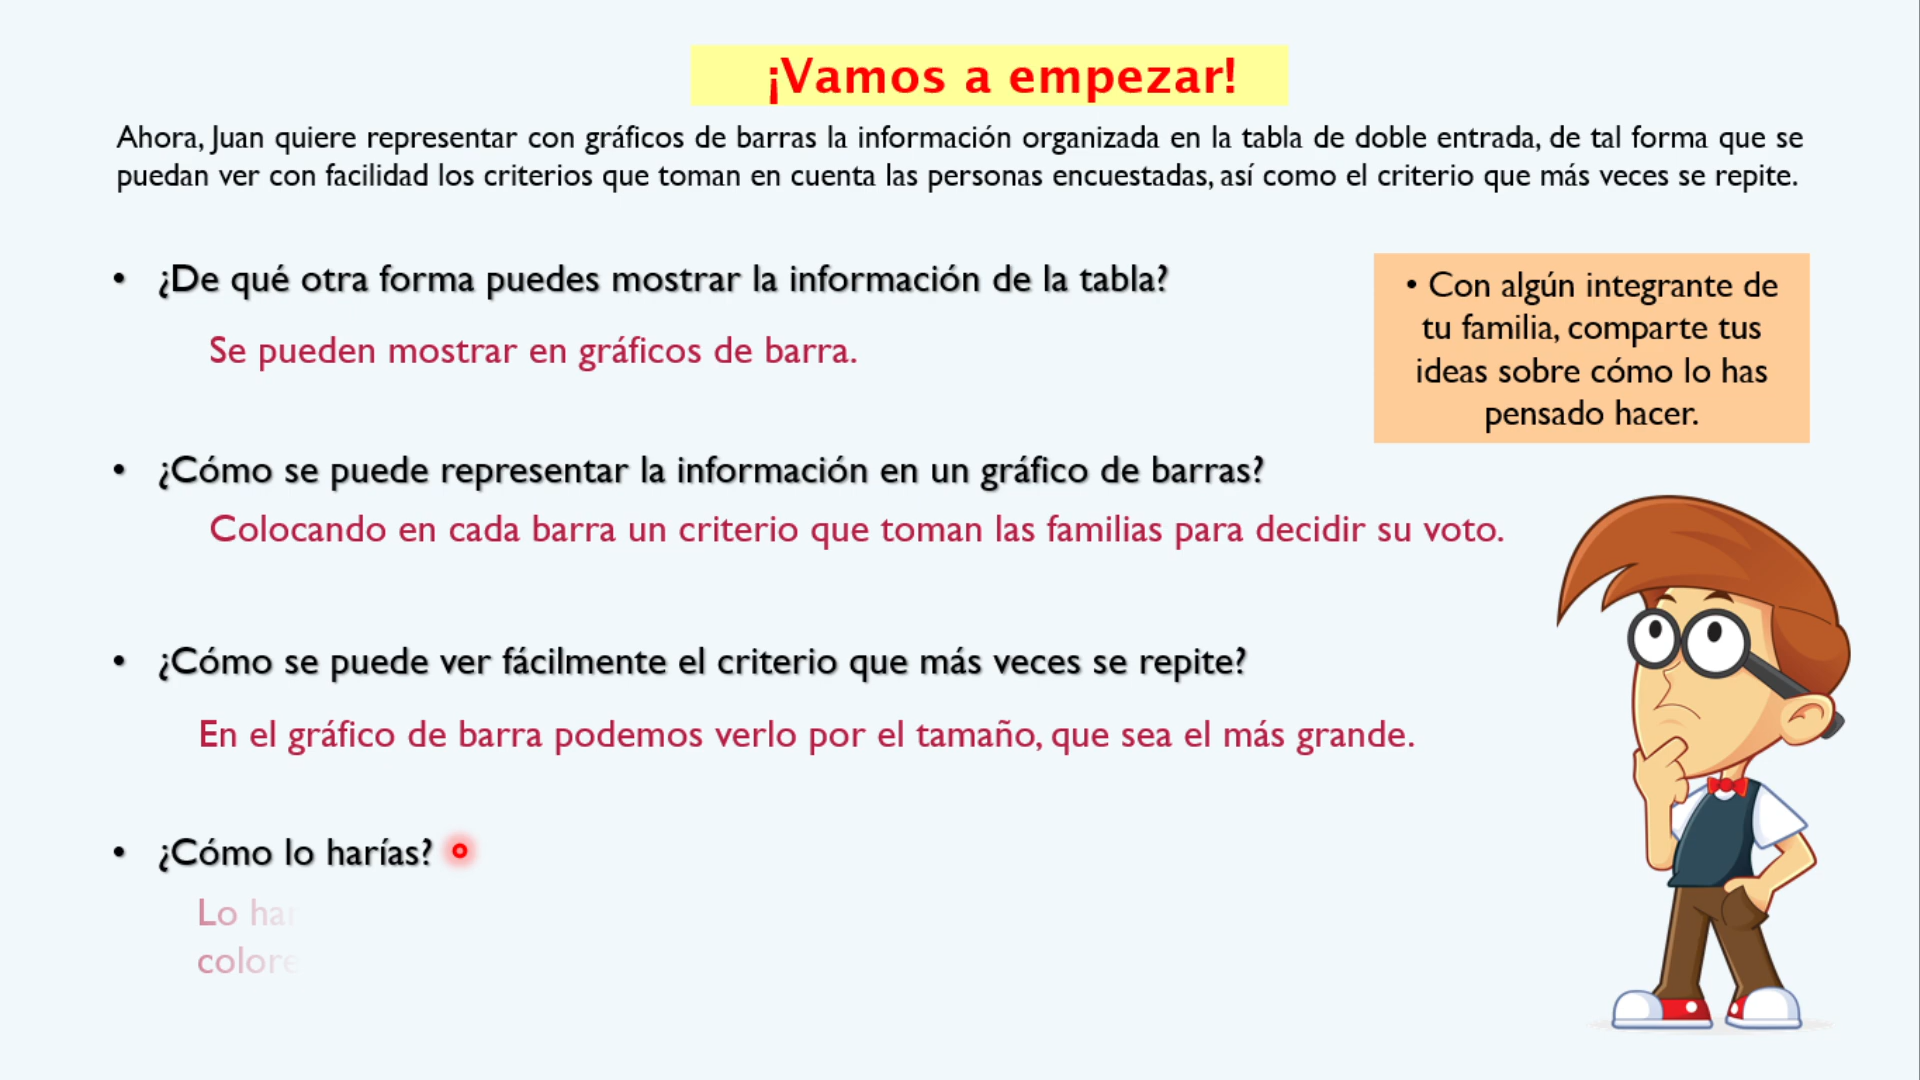 ¡Vamos a empezar!
Ahora, Juan quiere representar con gráficos de barras la información organizada en la tabla de doble entrada, de tal forma que se
puedan ver con facilidad los criterios que toman en cuenta las personas encuestadas, así como el criterio que más veces se repite.
• ¿De qué otra forma puedes mostrar la información de la tabla?
Se pueden mostrar en gráficos de barra.
• Con algún integrante de
tu familia, comparte tus
ideas sobre cómo lo has
pensado hacer.
• ¿Cómo se puede representar la información en un gráfico de barras?
Colocando en cada barra un criterio que toman las familias para decidir su voto.
• ¿Cómo se puede ver fácilmente el criterio que más veces se repite?
En el gráfico de barra podemos verlo por el tamaño, que sea el más grande.
• ¿Cómo lo harías?
Lo